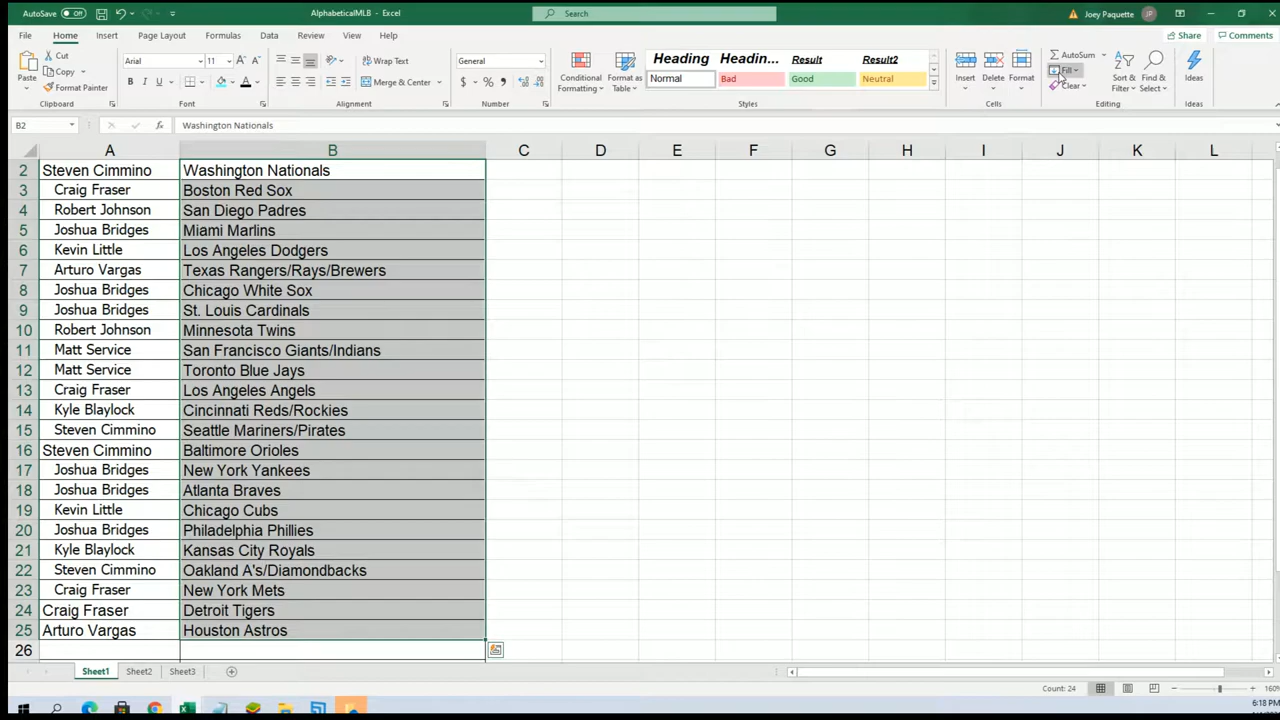 AutoSave Off AlphabeticalMLB - Excel Search Joey Paquette JP
File Home Insert Page Layout Formulas Data Review View Help Share Comments
Paste Cut Copy Format Painter Clipboard
Arial 11 A A B I U A Font
Wrap Text Merge & Center Alignment
General $ % , Number
Conditional Formatting Format as Table
Heading Headin... Result Result2
Normal Bad Good Neutral
Styles
Insert Delete Format Cells
AutoSum Fill Clear Sort & Filter Find & Select Editing
Ideas Ideas
B2 fx Washington Nationals
A B C D E F G H I J K L
2 Steven Cimmino Washington Nationals
3 Craig Fraser Boston Red Sox
4 Robert Johnson San Diego Padres
5 Joshua Bridges Miami Marlins
6 Kevin Little Los Angeles Dodgers
7 Arturo Vargas Texas Rangers/Rays/Brewers
8 Joshua Bridges Chicago White Sox
9 Joshua Bridges St. Louis Cardinals
10 Robert Johnson Minnesota Twins
11 Matt Service San Francisco Giants/Indians
12 Matt Service Toronto Blue Jays
13 Craig Fraser Los Angeles Angels
14 Kyle Blaylock Cincinnati Reds/Rockies
15 Steven Cimmino Seattle Mariners/Pirates
16 Steven Cimmino Baltimore Orioles
17 Joshua Bridges New York Yankees
18 Joshua Bridges Atlanta Braves
19 Kevin Little Chicago Cubs
20 Joshua Bridges Philadelphia Phillies
21 Kyle Blaylock Kansas City Royals
22 Steven Cimmino Oakland A's/Diamondbacks
23 Craig Fraser New York Mets
24 Craig Fraser Detroit Tigers
25 Arturo Vargas Houston Astros
26
Sheet1 Sheet2 Sheet3
Count: 24 160%
6:18 PM